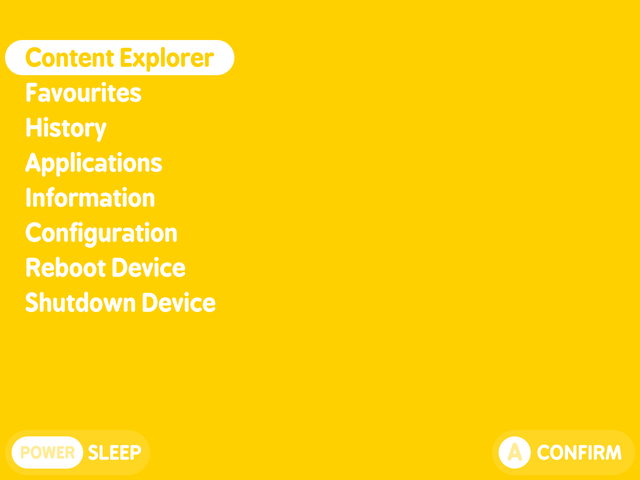 Content Explorer
Favourites
History
Applications
Information
Configuration
Reboot Device
Shutdown Device
POWER SLEEP
A CONFIRM